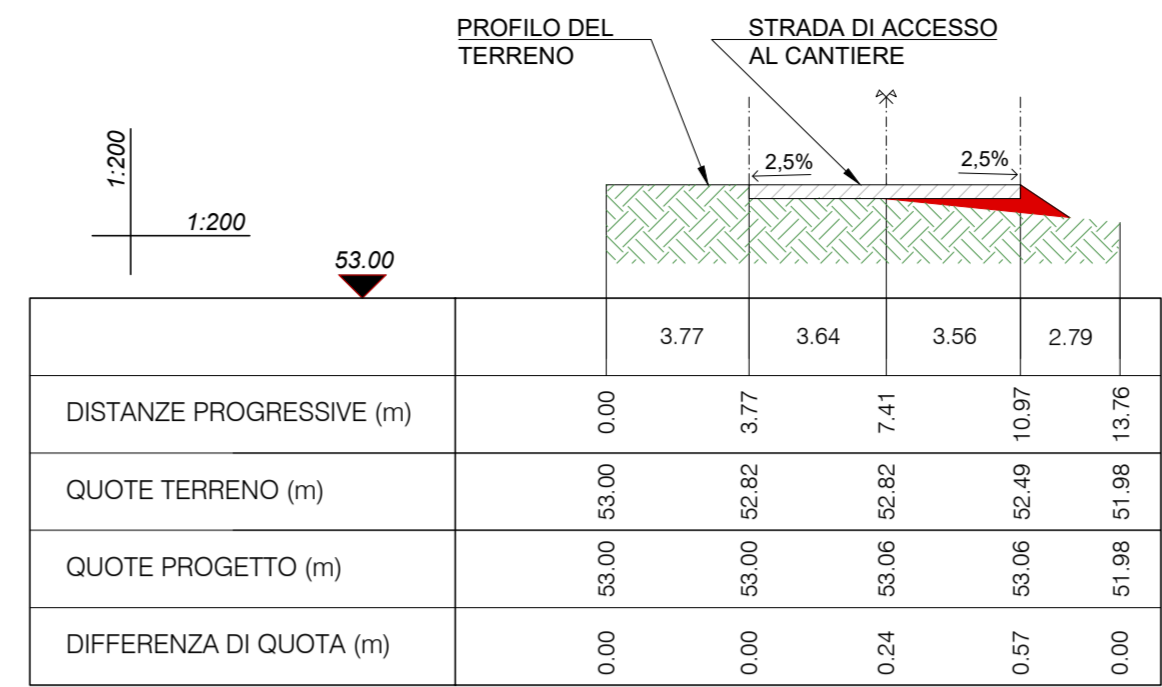 PROFILO DEL
TERRENO
STRADA DI ACCESSO
AL CANTIERE
1:200
1:200
2,5%
2,5%
53.00
3.77 3.64 3.56 2.79
DISTANZE PROGRESSIVE (m) 0.00 3.77 7.41 10.97 13.76
QUOTE TERRENO (m) 53.00 52.82 52.82 52.49 51.98
QUOTE PROGETTO (m) 53.00 53.00 53.06 53.06 51.98
DIFFERENZA DI QUOTA (m) 0.00 0.00 0.24 0.57 0.00